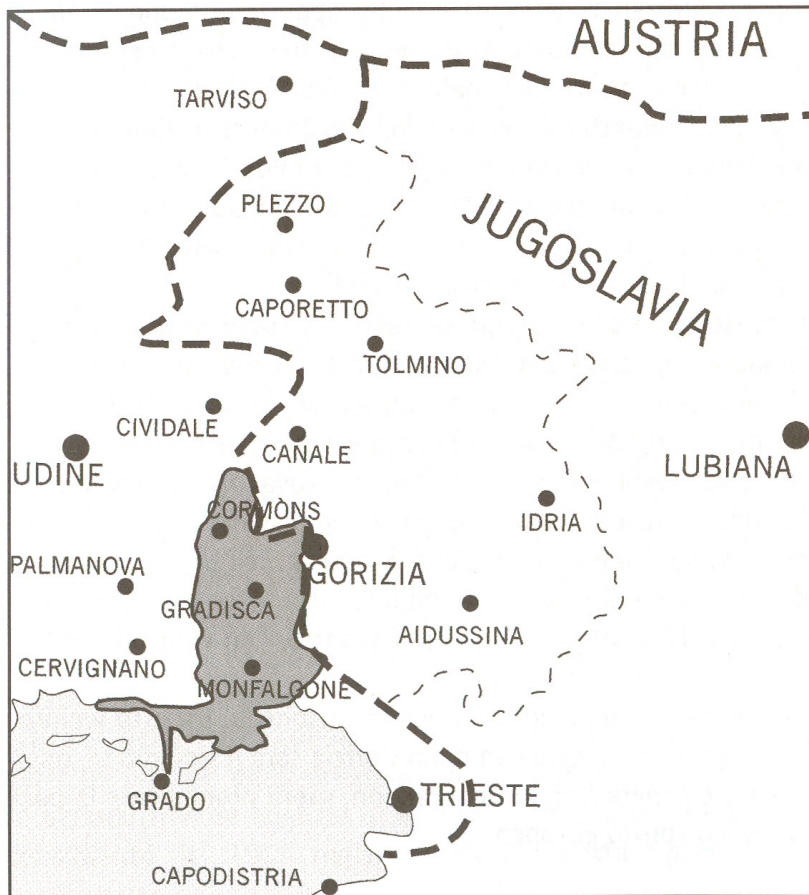 AUSTRIA
TARVISO
PLEZZO
JUGOSLAVIA
CAPORETTO
TOLMINO
CIVIDALE
CANALE
UDINE
LUBIANA
CORMÒNS
IDRIA
PALMANOVA
GORIZIA
GRADISCA
AIDUSSINA
CERVIGNANO
MONFALCONE
GRADO
TRIESTE
CAPODISTRIA